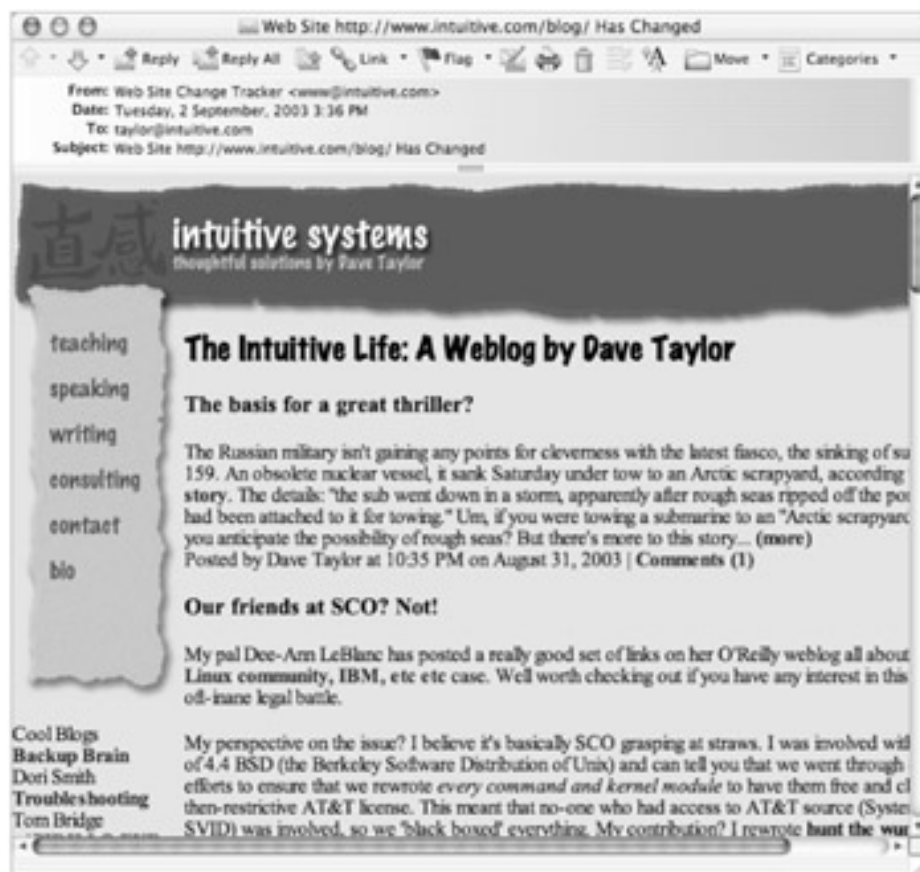 Web Site http://www.intuitive.com/blog/ Has Changed
Reply Reply All Link Flag Move Categories
From: Web Site Change Tracker <www@intuitive.com>
Date: Tuesday, 2 September, 2003 3:36 PM
To: taylor@intuitive.com
Subject: Web Site http://www.intuitive.com/blog/ Has Changed
直感
intuitive systems
thoughtful solutions by Dave Taylor
teaching
speaking
writing
consulting
contact
bio
The Intuitive Life: A Weblog by Dave Taylor
The basis for a great thriller?
The Russian military isn't gaining any points for cleverness with the latest fiasco, the sinking of su
159. An obsolete nuclear vessel, it sank Saturday under tow to an Arctic scrapyard, according
story. The details: "the sub went down in a storm, apparently after rough seas ripped off the po
had been attached to it for towing." Um, if you were towing a submarine to an "Arctic scrapyard
you anticipate the possibility of rough seas? But there's more to this story... (more)
Posted by Dave Taylor at 10:35 PM on August 31, 2003 | Comments (1)
Our friends at SCO? Not!
My pal Dee-Ann LeBlanc has posted a really good set of links on her O'Reilly weblog all about
Linux community, IBM, etc etc case. Well worth checking out if you have any interest in this
oft-inane legal battle.
My perspective on the issue? I believe it's basically SCO grasping at straws. I was involved wit
of 4.4 BSD (the Berkeley Software Distribution of Unix) and can tell you that we went through
efforts to ensure that we rewrote every command and kernel module to have them free and cl
then-restrictive AT&T license. This meant that no-one who had access to AT&T source (Syste
SVID) was involved, so we 'black boxed' everything. My contribution? I rewrote hunt the wum
Cool Blogs
Backup Brain
Dori Smith
Troubleshooting
Tom Bridge